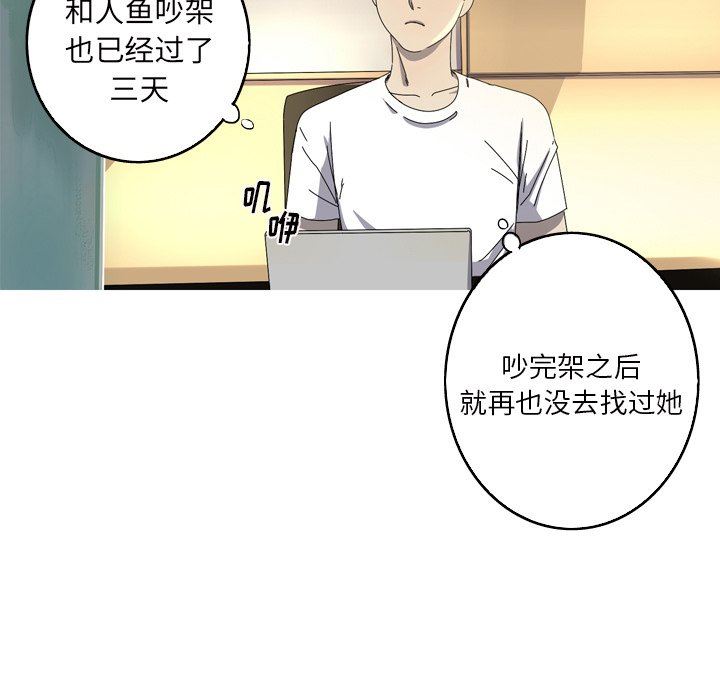 和人鱼吵架
也已经过了
三天
叽
咿
吵完架之后
就再也没去找过她